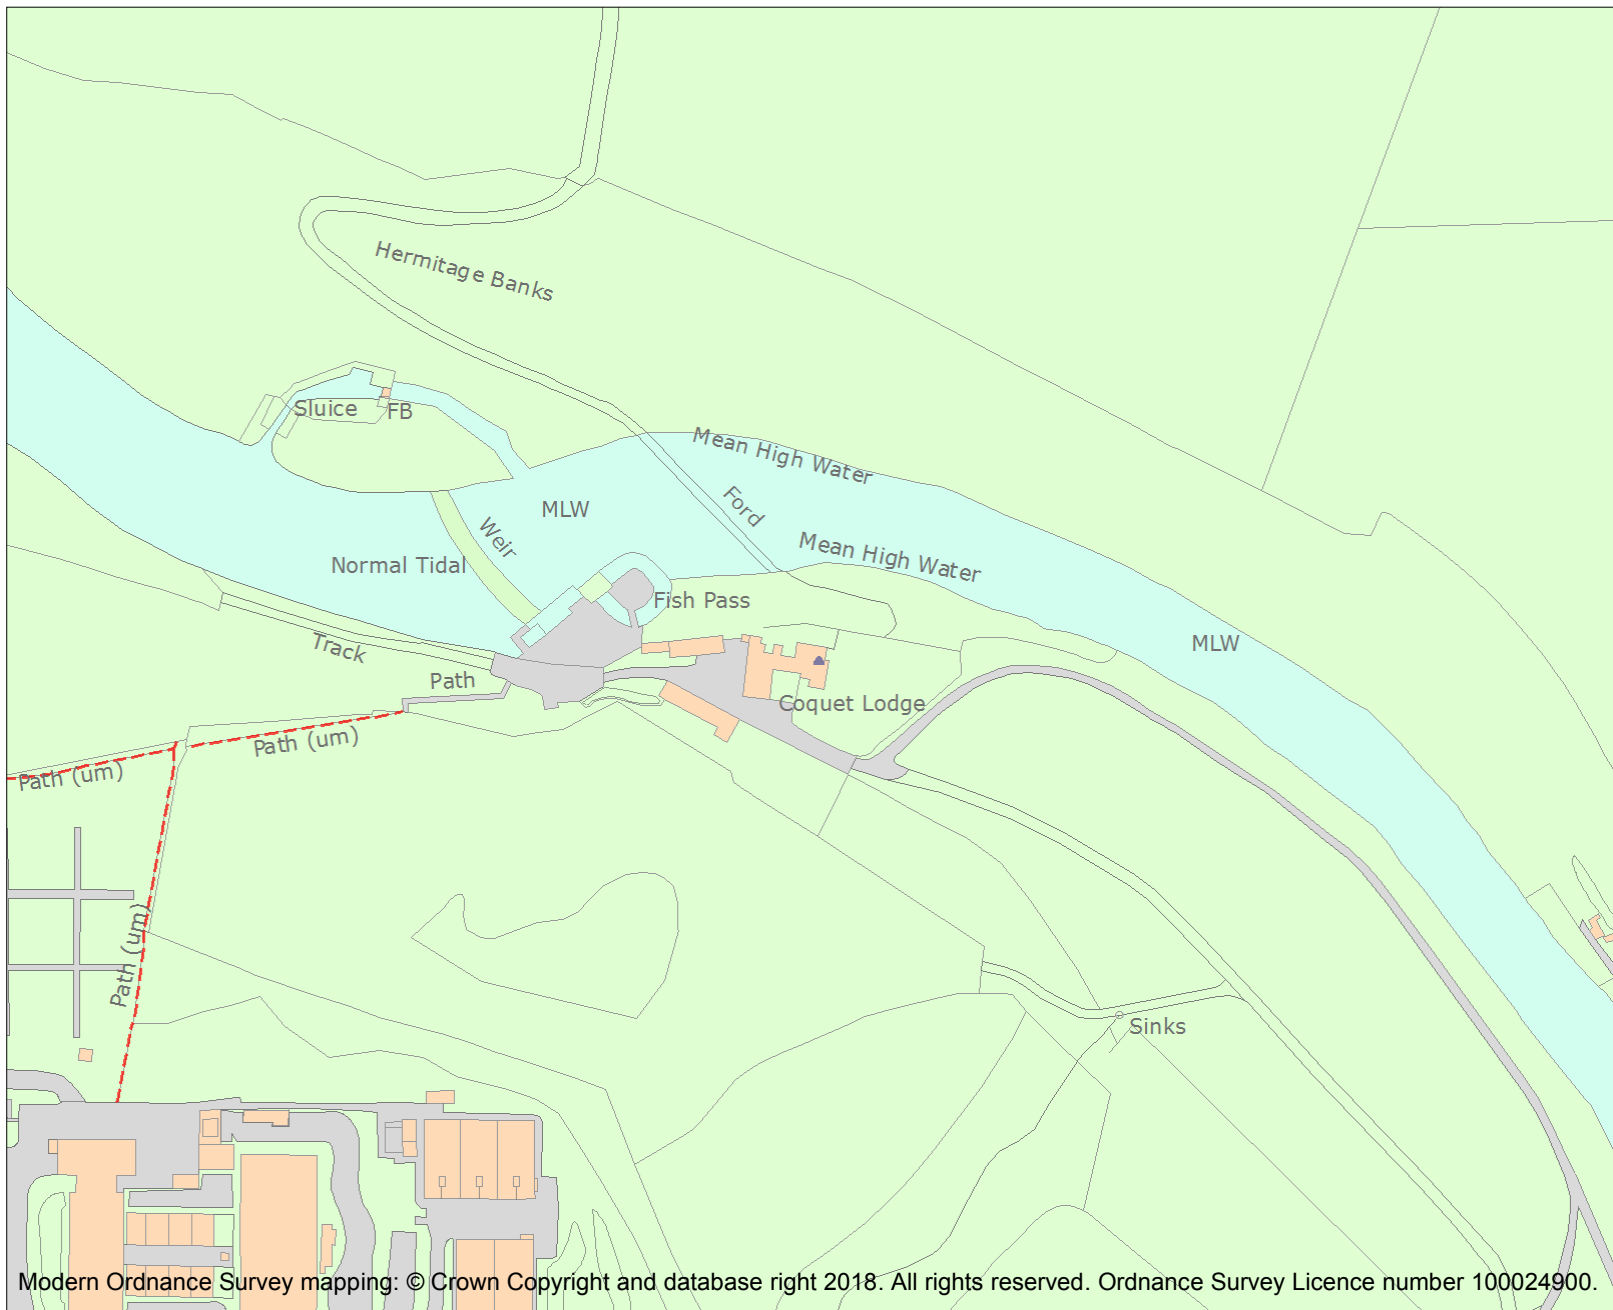 Hermitage Banks
Sluice
FB
Mean High Water
MLW
Ford
Weir
Mean High Water
Normal Tidal
Fish Pass
MLW
Track
Path
Coquet Lodge
Path (um)
Path (um)
Path (um)
Sinks
Modern Ordnance Survey mapping: © Crown Copyright and database right 2018. All rights reserved. Ordnance Survey Licence number 100024900.